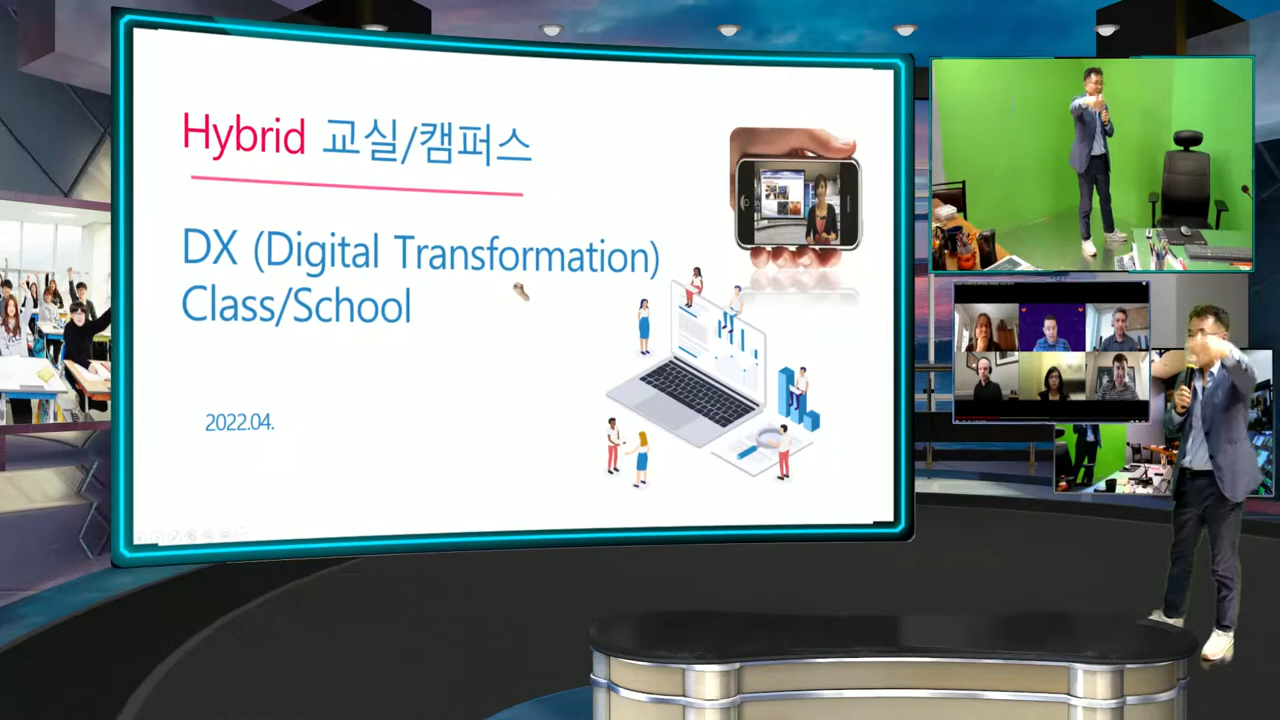 Hybrid 교실/캠퍼스
DX (Digital Transformation)
Class/School
2022.04.